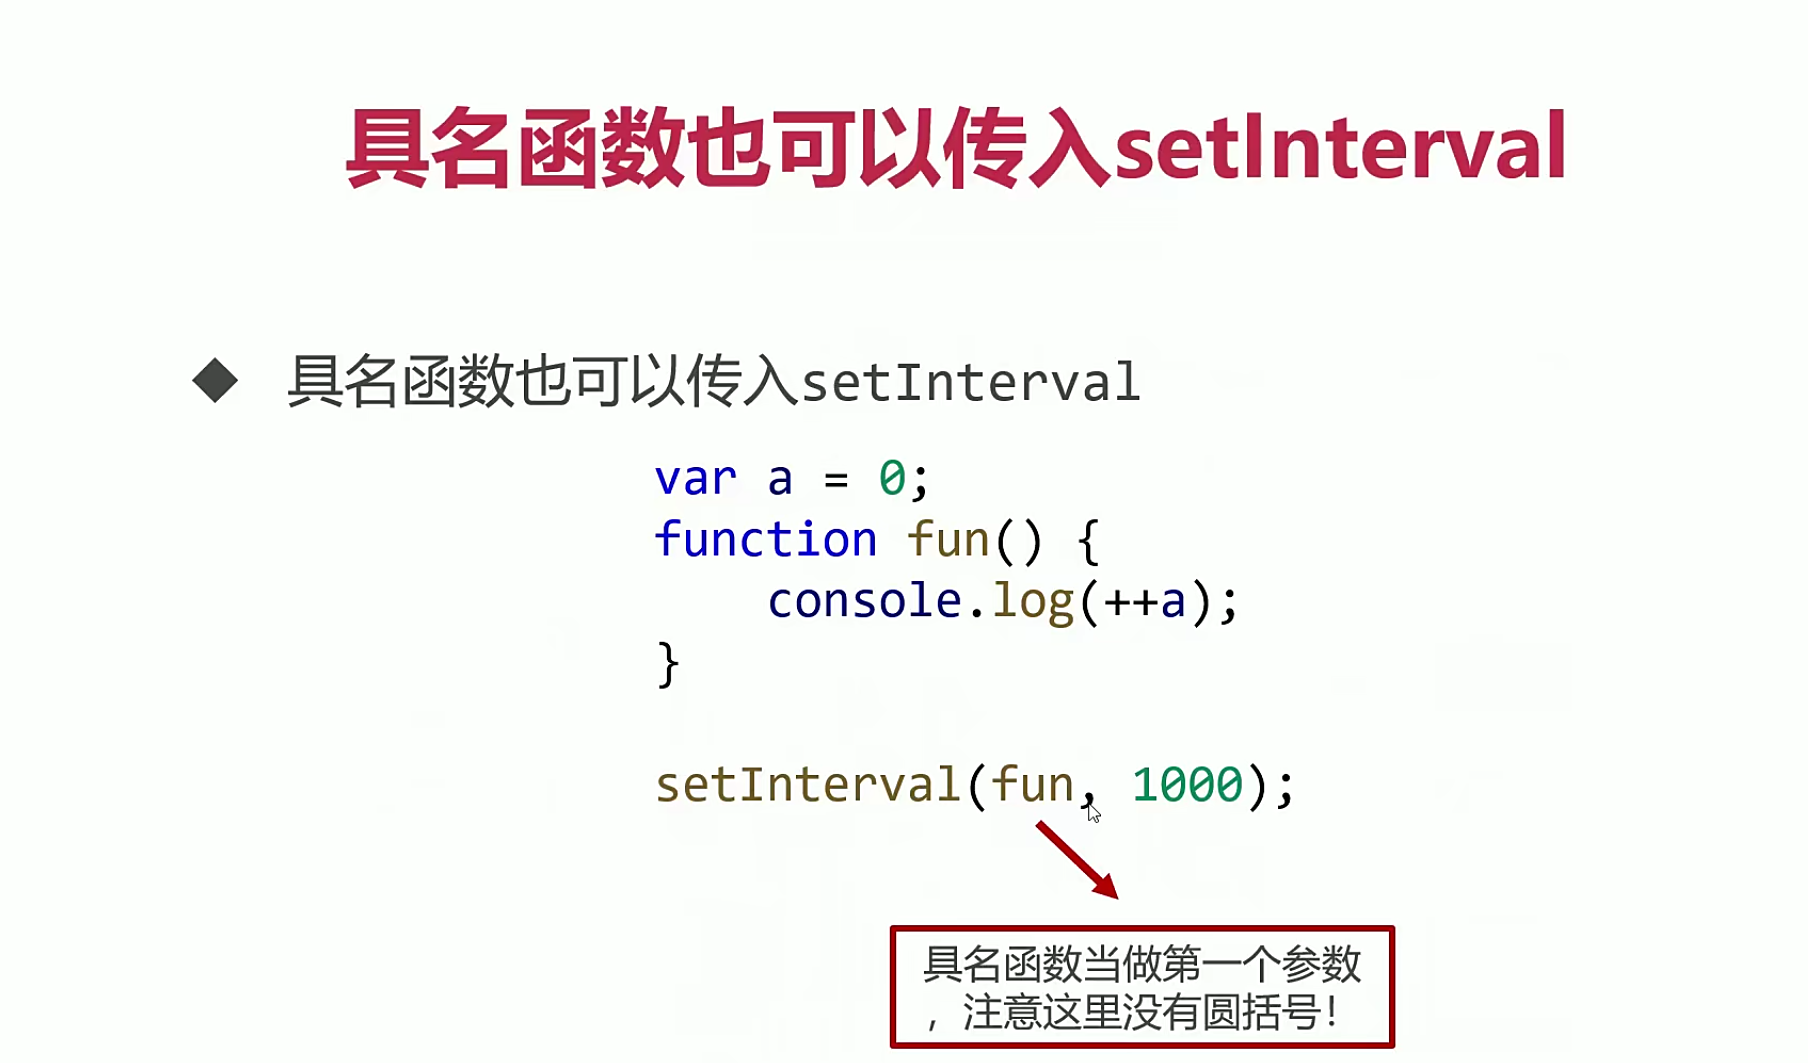 具名函数也可以传入setInterval
◆ 具名函数也可以传入setInterval
var a = 0;
function fun() {
    console.log(++a);
}
setInterval(fun, 1000);
具名函数当做第一个参数
，注意这里没有圆括号！